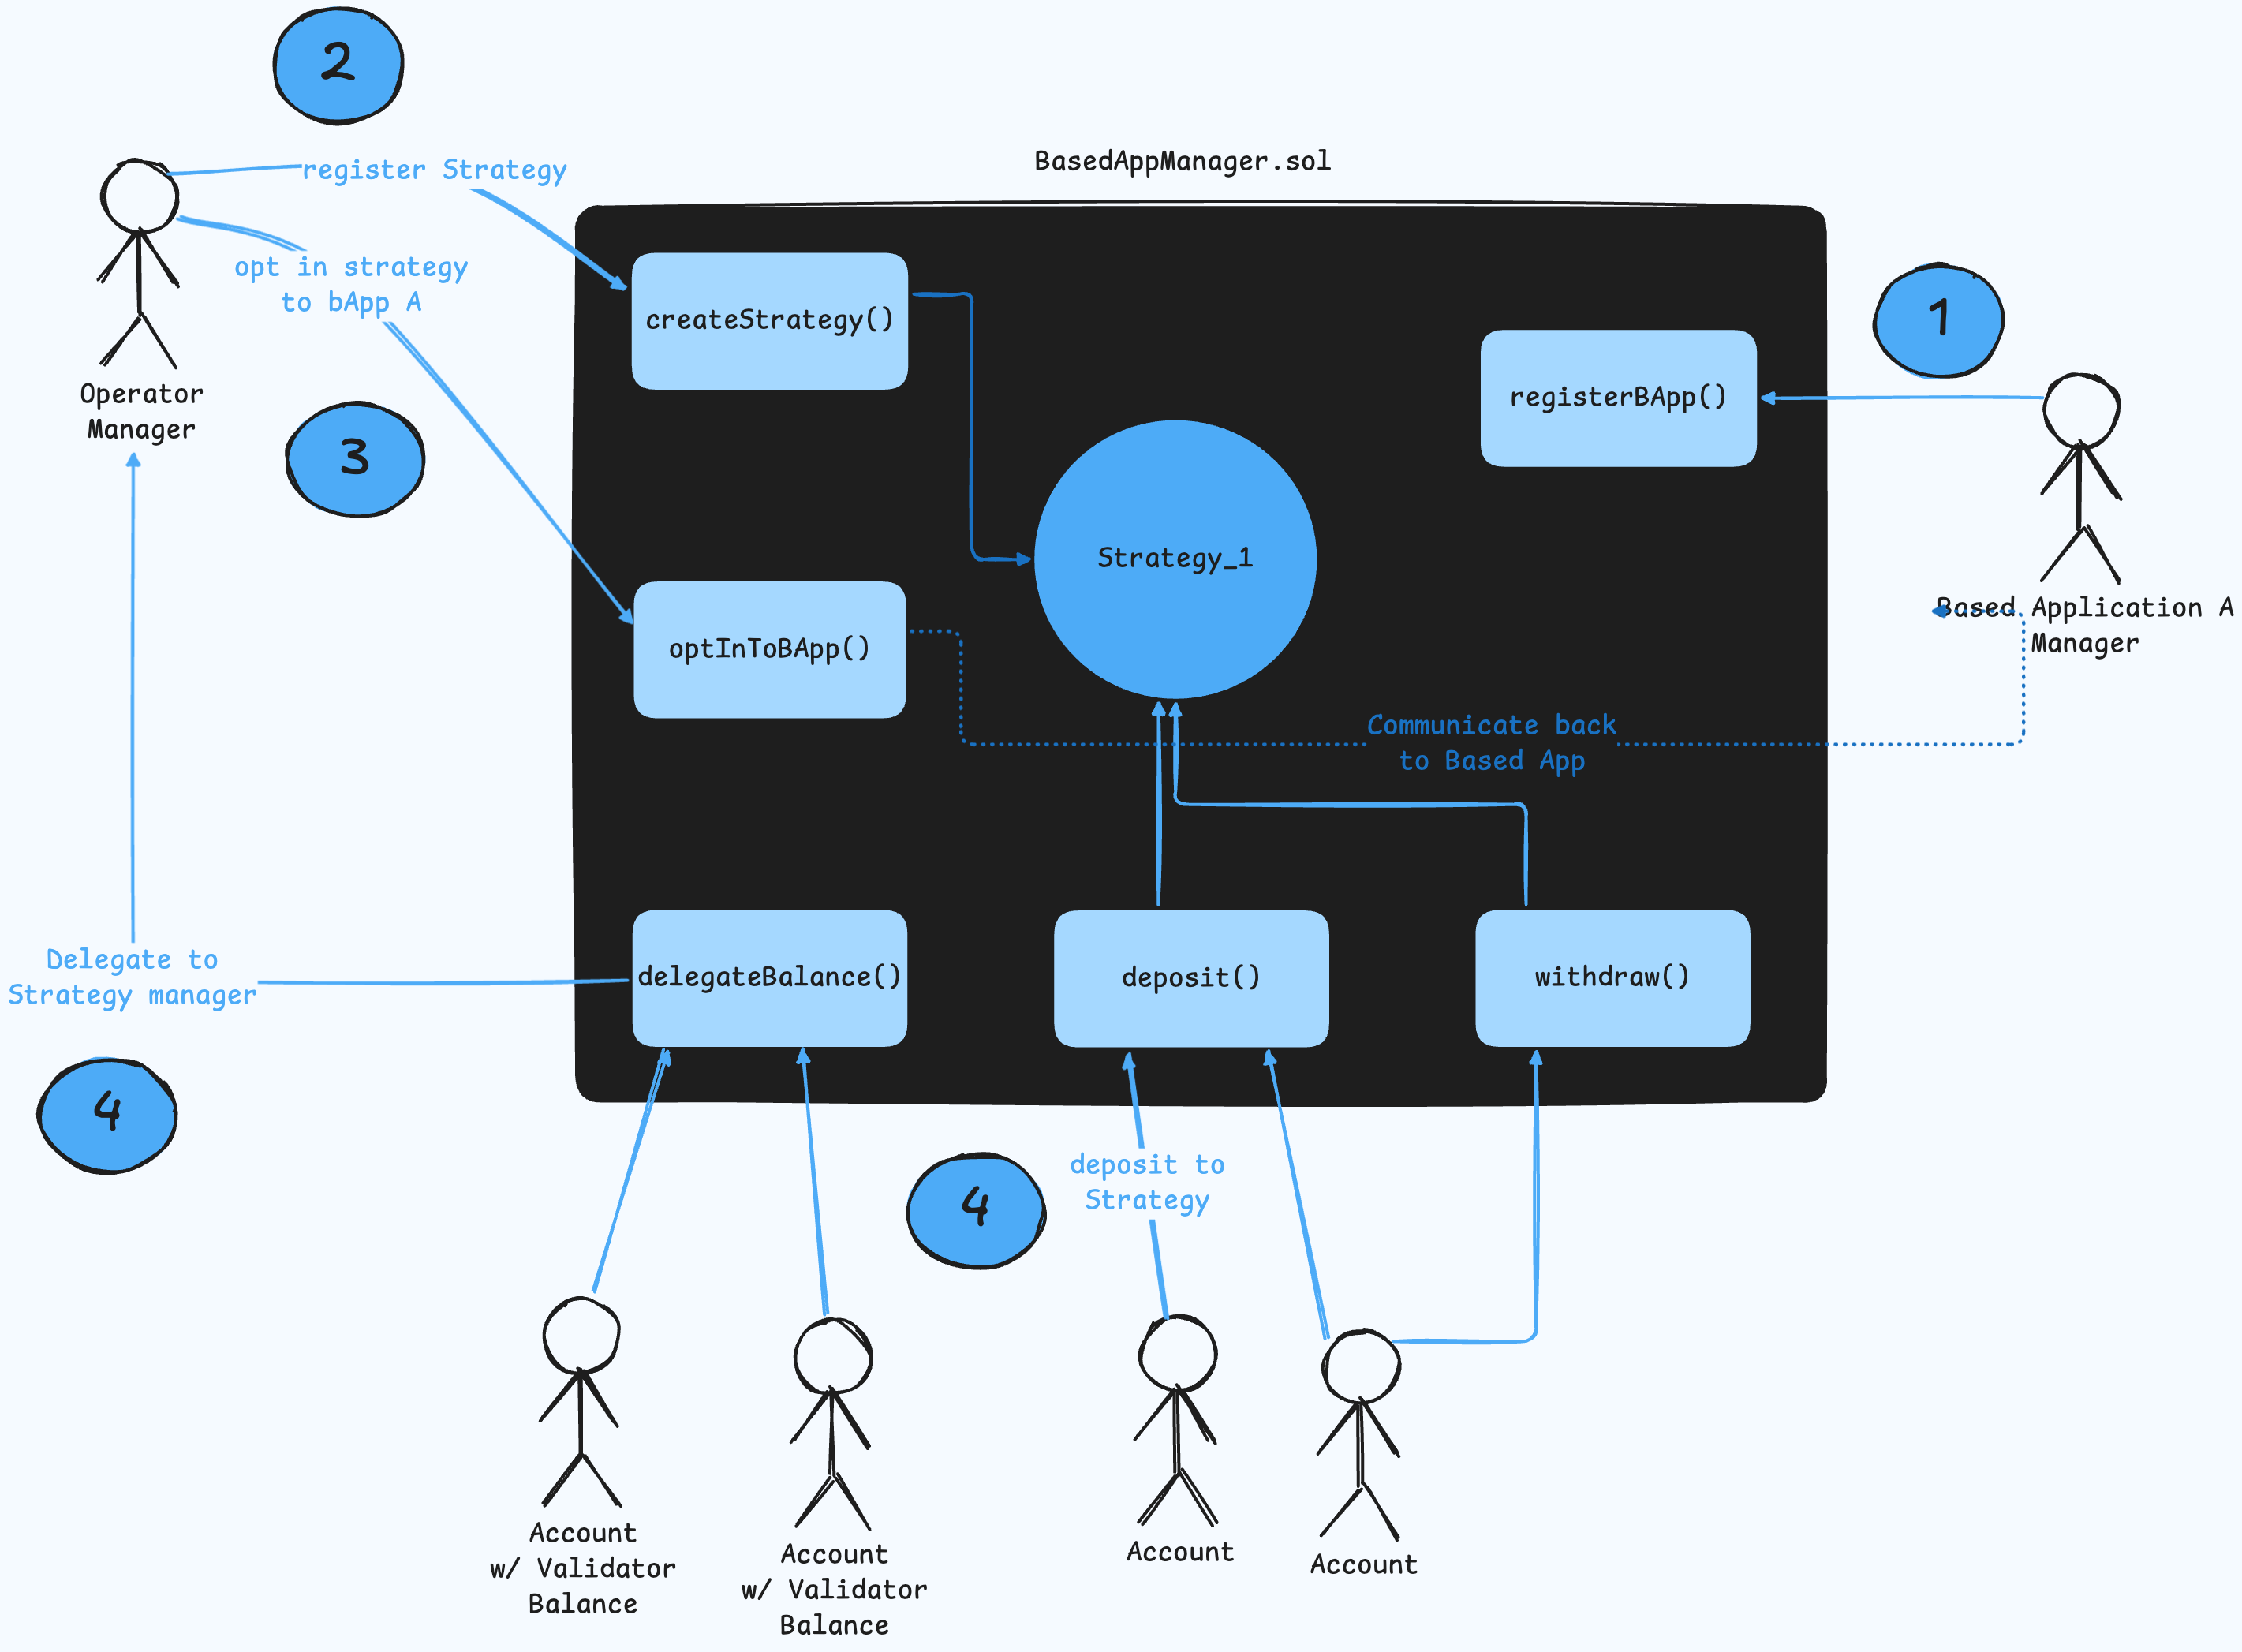 2
BasedAppManager.sol
register Strategy
opt in strategy
to bApp A
createStrategy()
1
registerBApp()
Operator
Manager
3
Strategy_1
optInToBApp()
Based Application A
Manager
Communicate back
to Based App
Delegate to
Strategy manager
delegateBalance()
deposit()
withdraw()
4
4
deposit to
Strategy
Account
w/ Validator
Balance
Account
w/ Validator
Balance
Account
Account